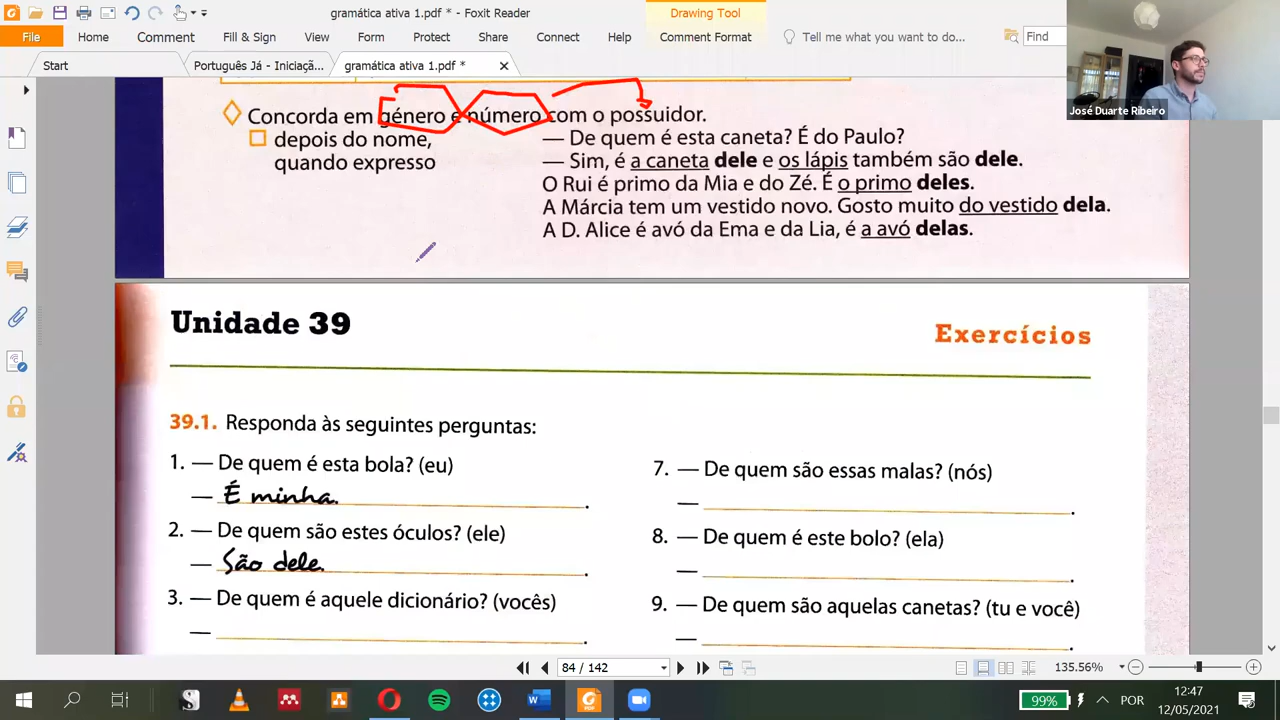 gramática ativa 1.pdf * - Foxit Reader
Drawing Tool
File
Home
Comment
Fill & Sign
View
Form
Protect
Share
Connect
Help
Comment Format
Tell me what you want to do...
Find
Start
Português Já - Iniciaçã...
gramática ativa 1.pdf *
José Duarte Ribeiro
Concorda em género e número com o possuidor.
depois do nome,
quando expresso
— De quem é esta caneta? É do Paulo?
— Sim, é a caneta dele e os lápis também são dele.
O Rui é primo da Mia e do Zé. É o primo deles.
A Márcia tem um vestido novo. Gosto muito do vestido dela.
A D. Alice é avó da Ema e da Lia, é a avó delas.
Unidade 39
Exercícios
39.1. Responda às seguintes perguntas:
1. — De quem é esta bola? (eu)
— É minha.
2. — De quem são estes óculos? (ele)
— São dele.
3. — De quem é aquele dicionário? (vocês)
— .
7. — De quem são essas malas? (nós)
— .
8. — De quem é este bolo? (ela)
— .
9. — De quem são aquelas canetas? (tu e você)
— .
84 / 142
135.56%
99%
POR
12:47
12/05/2021